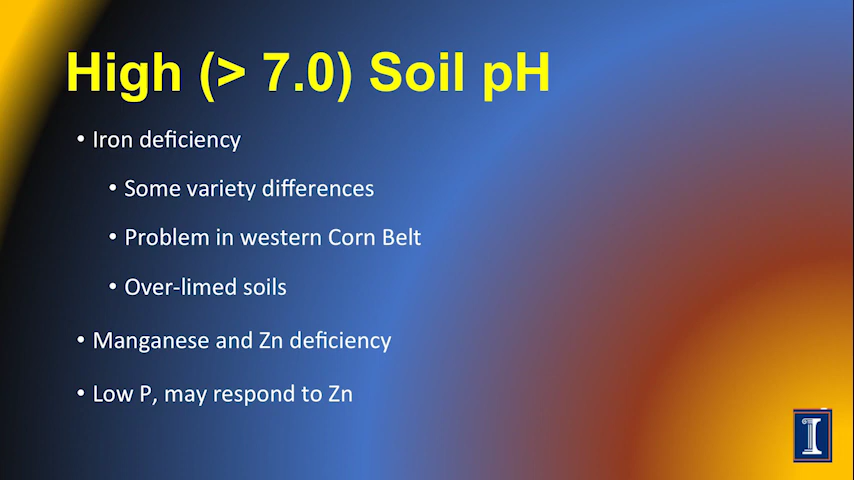 High (> 7.0) Soil pH
• Iron deficiency
• Some variety differences
• Problem in western Corn Belt
• Over-limed soils
• Manganese and Zn deficiency
• Low P, may respond to Zn
I